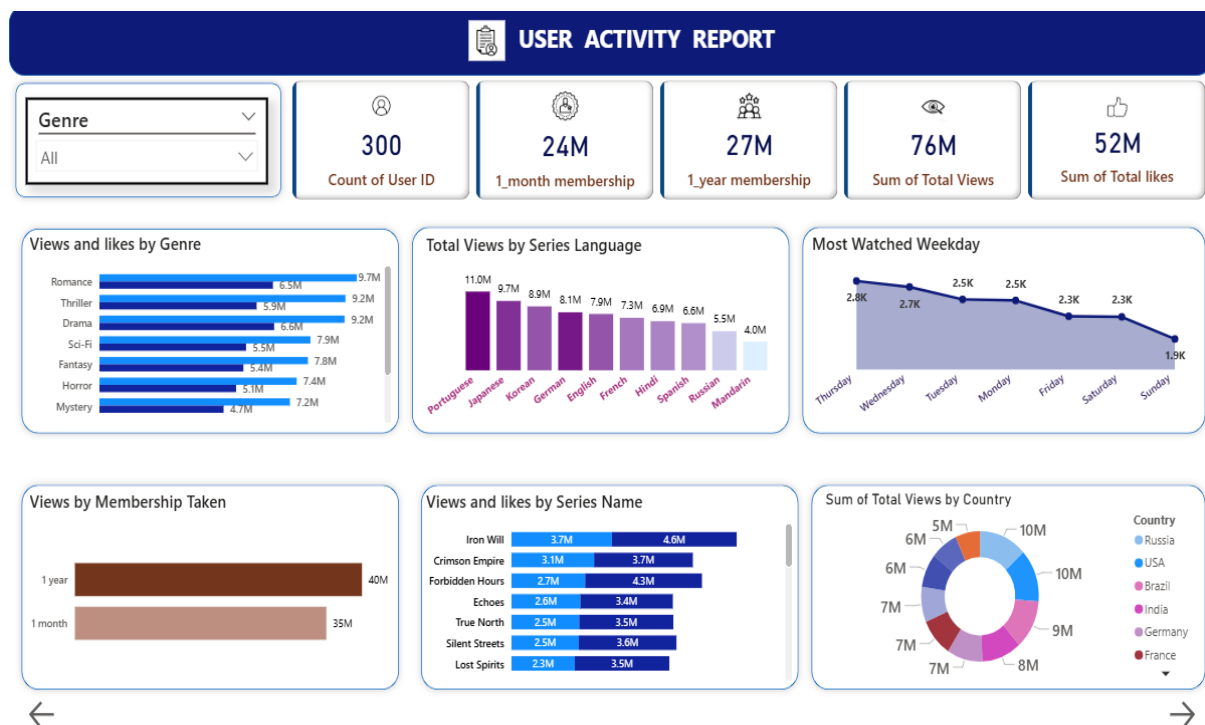 USER ACTIVITY REPORT
Genre
All
300
Count of User ID
24M
1_month membership
27M
1_year membership
76M
Sum of Total Views
52M
Sum of Total likes
Views and likes by Genre
Romance 9.7M
6.5M
Thriller 9.2M
5.9M
Drama 9.2M
6.6M
Sci-Fi 7.9M
5.5M
Fantasy 7.8M
5.4M
Horror 7.4M
5.1M
Mystery 7.2M
4.7M
Total Views by Series Language
11.0M 9.7M 8.9M 8.1M 7.9M 7.3M 6.9M 6.6M 5.5M 4.0M
Portuguese Japanese Korean German English French Hindi Spanish Russian Mandarin
Most Watched Weekday
2.8K 2.7K 2.5K 2.5K 2.3K 2.3K 1.9K
Thursday Wednesday Tuesday Monday Friday Saturday Sunday
Views by Membership Taken
1 year 40M
1 month 35M
Views and likes by Series Name
Iron Will 3.7M 4.6M
Crimson Empire 3.1M 3.7M
Forbidden Hours 2.7M 4.3M
Echoes 2.6M 3.4M
True North 2.5M 3.5M
Silent Streets 2.5M 3.6M
Lost Spirits 2.3M 3.5M
Sum of Total Views by Country
10M
10M
9M
8M
7M
7M
7M
6M
6M
5M
Country
Russia
USA
Brazil
India
Germany
France